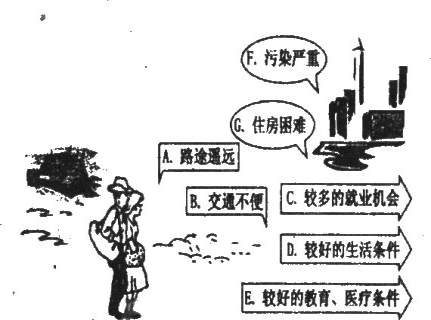 F. 污染严重
G. 住房困难
A. 路途遥远
B. 交通不便
C. 较多的就业机会
D. 较好的生活条件
E. 较好的教育、医疗条件